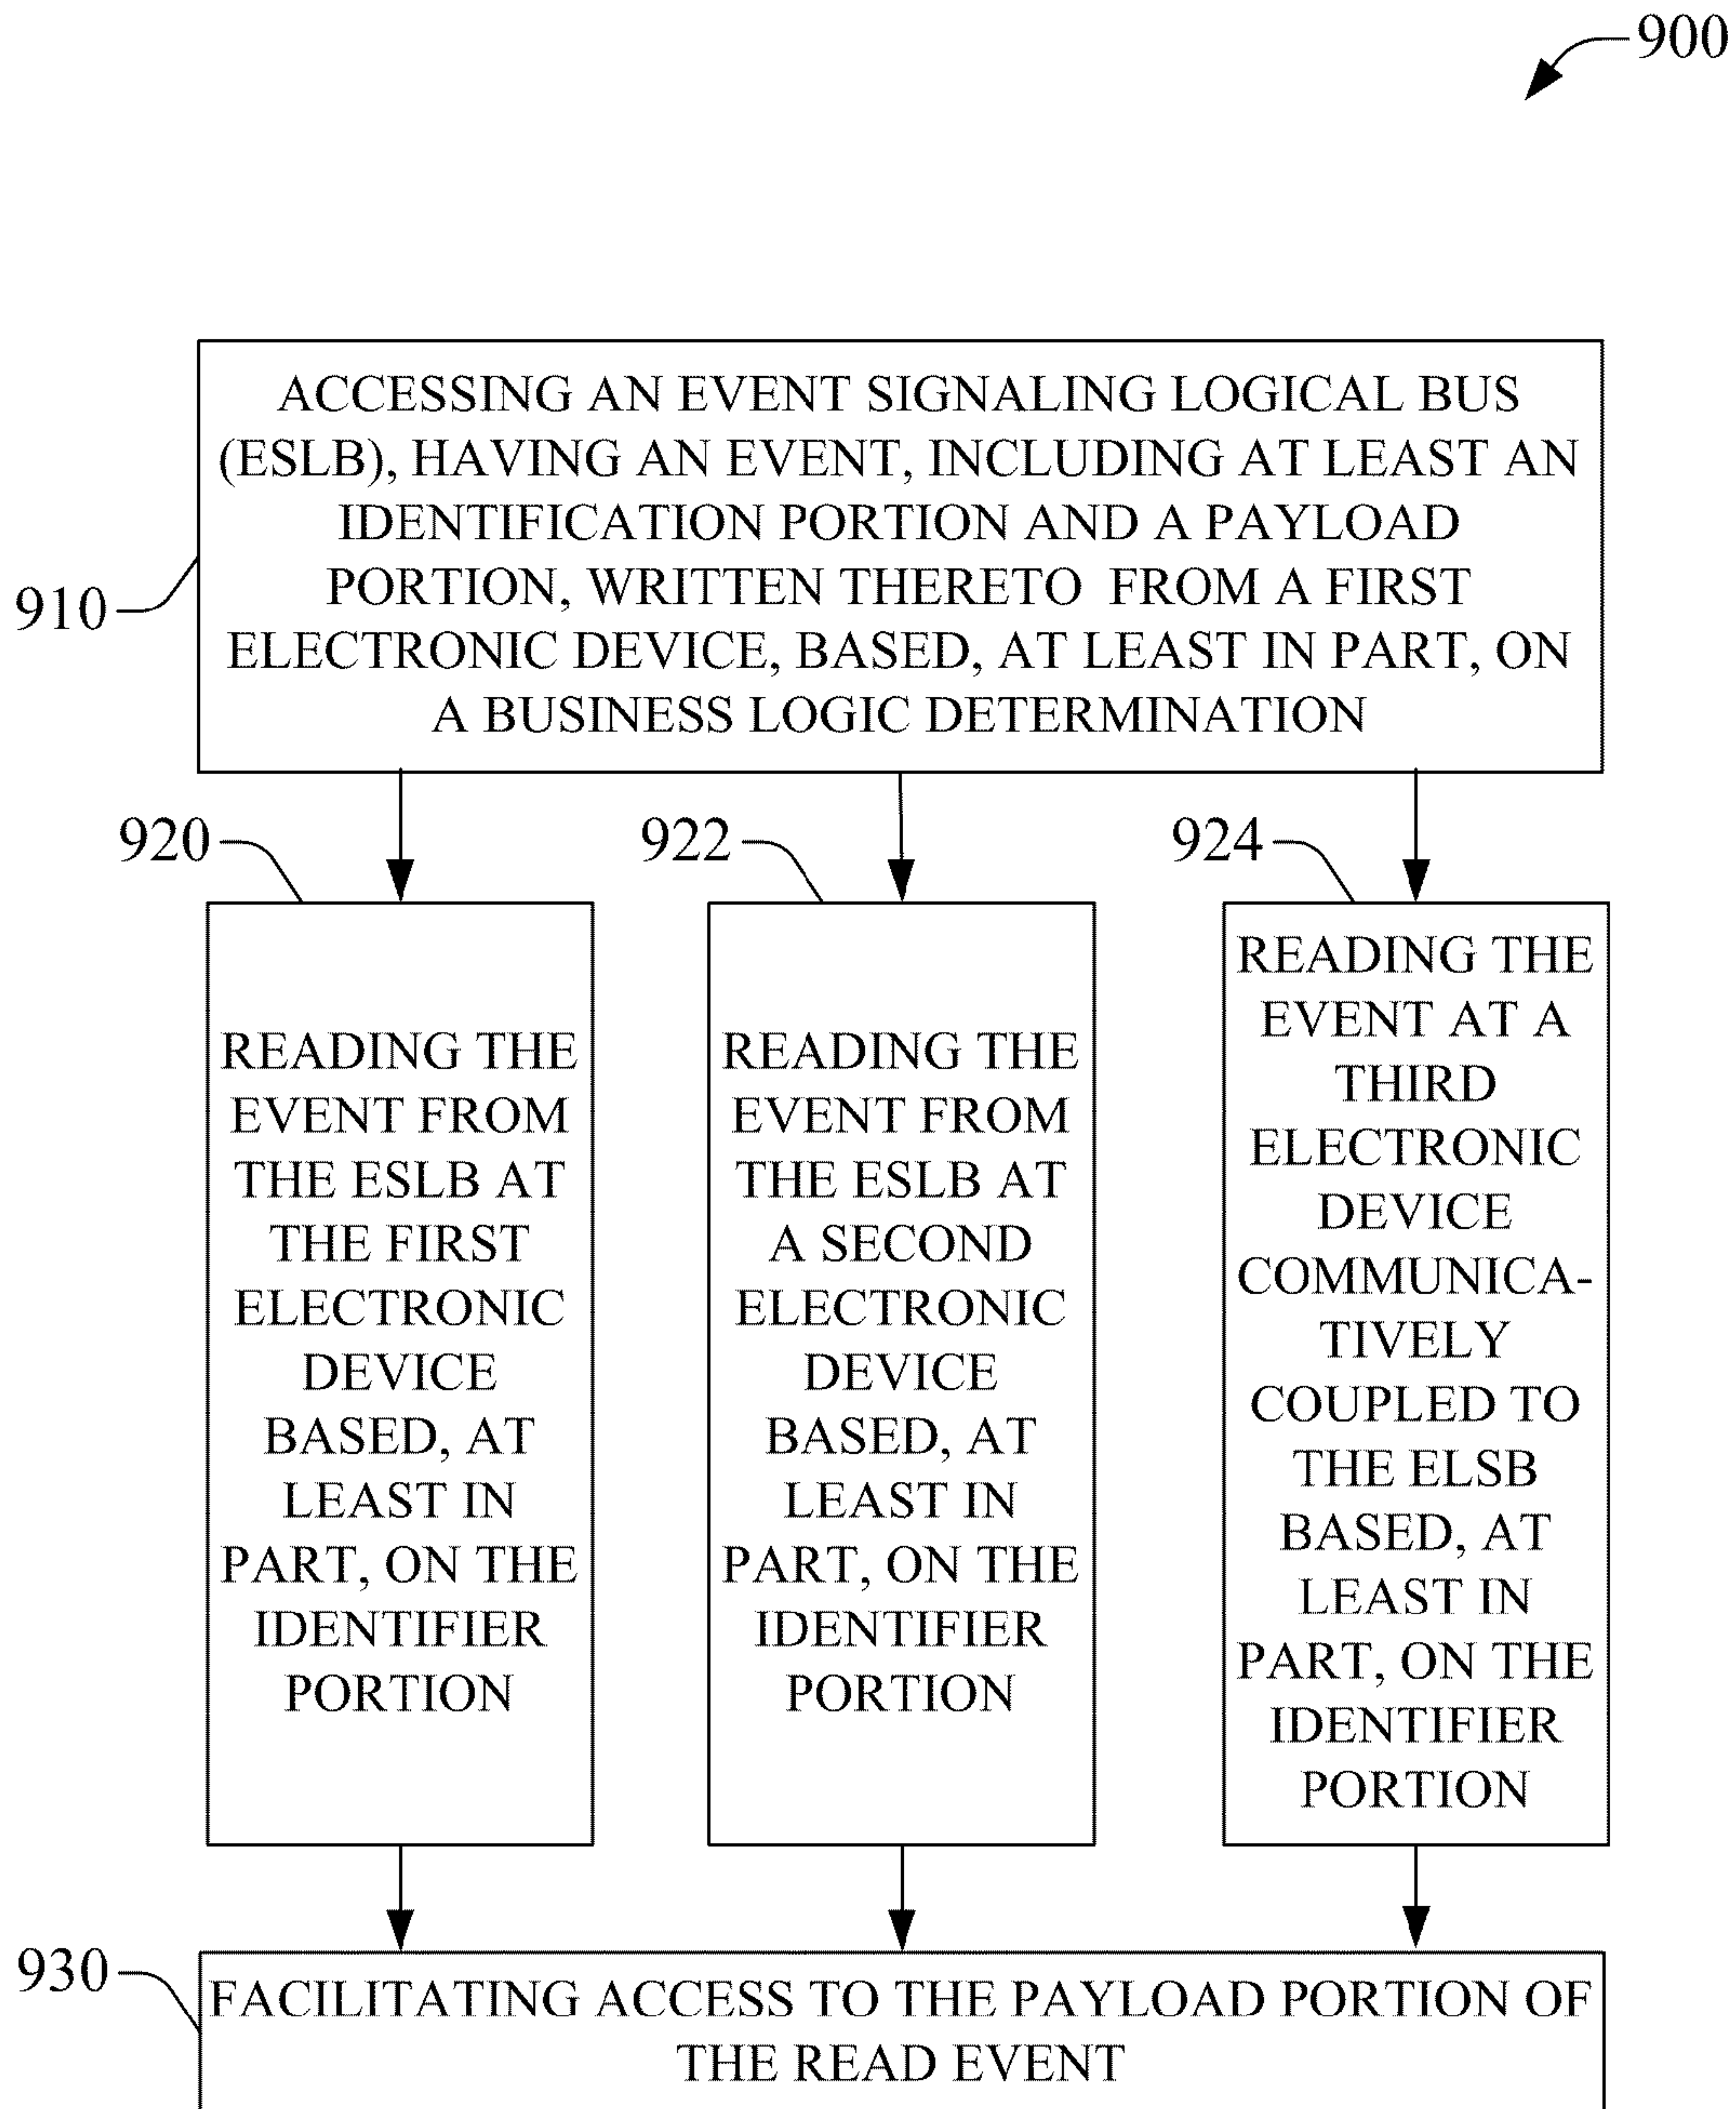 900
ACCESSING AN EVENT SIGNALING LOGICAL BUS
(ESLB), HAVING AN EVENT, INCLUDING AT LEAST AN
IDENTIFICATION PORTION AND A PAYLOAD
PORTION, WRITTEN THERETO FROM A FIRST
ELECTRONIC DEVICE, BASED, AT LEAST IN PART, ON
A BUSINESS LOGIC DETERMINATION
910
920
READING THE
EVENT FROM
THE ESLB AT
THE FIRST
ELECTRONIC
DEVICE
BASED, AT
LEAST IN
PART, ON THE
IDENTIFIER
PORTION
922
READING THE
EVENT FROM
THE ESLB AT
A SECOND
ELECTRONIC
DEVICE
BASED, AT
LEAST IN
PART, ON THE
IDENTIFIER
PORTION
924
READING THE
EVENT AT A
THIRD
ELECTRONIC
DEVICE
COMMUNICA-
TIVELY
COUPLED TO
THE ELSB
BASED, AT
LEAST IN
PART, ON THE
IDENTIFIER
PORTION
930
FACILITATING ACCESS TO THE PAYLOAD PORTION OF
THE READ EVENT